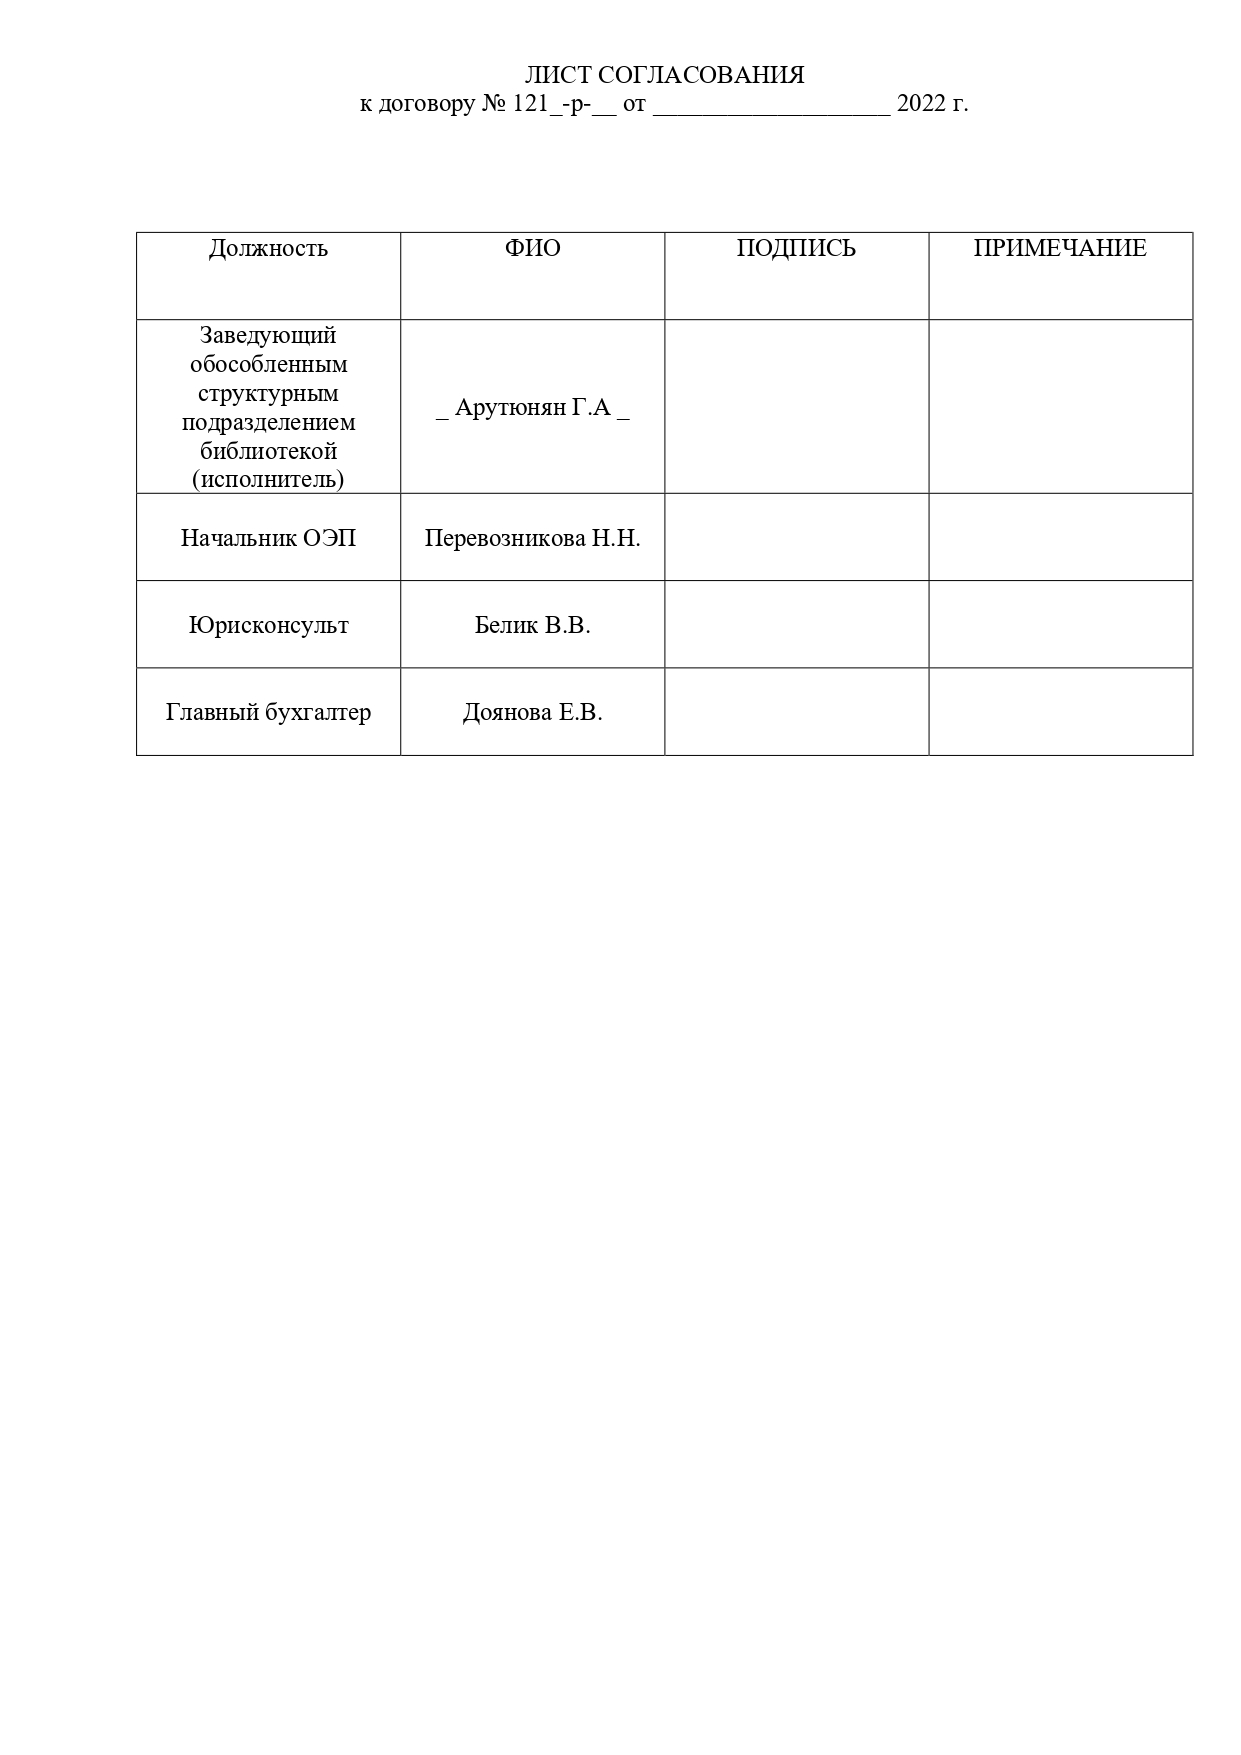 ЛИСТ СОГЛАСОВАНИЯ
к договору № 121_-р-__ от ___________________ 2022 г.
Должность ФИО ПОДПИСЬ ПРИМЕЧАНИЕ
Заведующий
обособленным
структурным
подразделением
библиотекой
(исполнитель)
_ Арутюнян Г.А _
Начальник ОЭП Перевозникова Н.Н.
Юрисконсульт Белик В.В.
Главный бухгалтер Доянова Е.В.